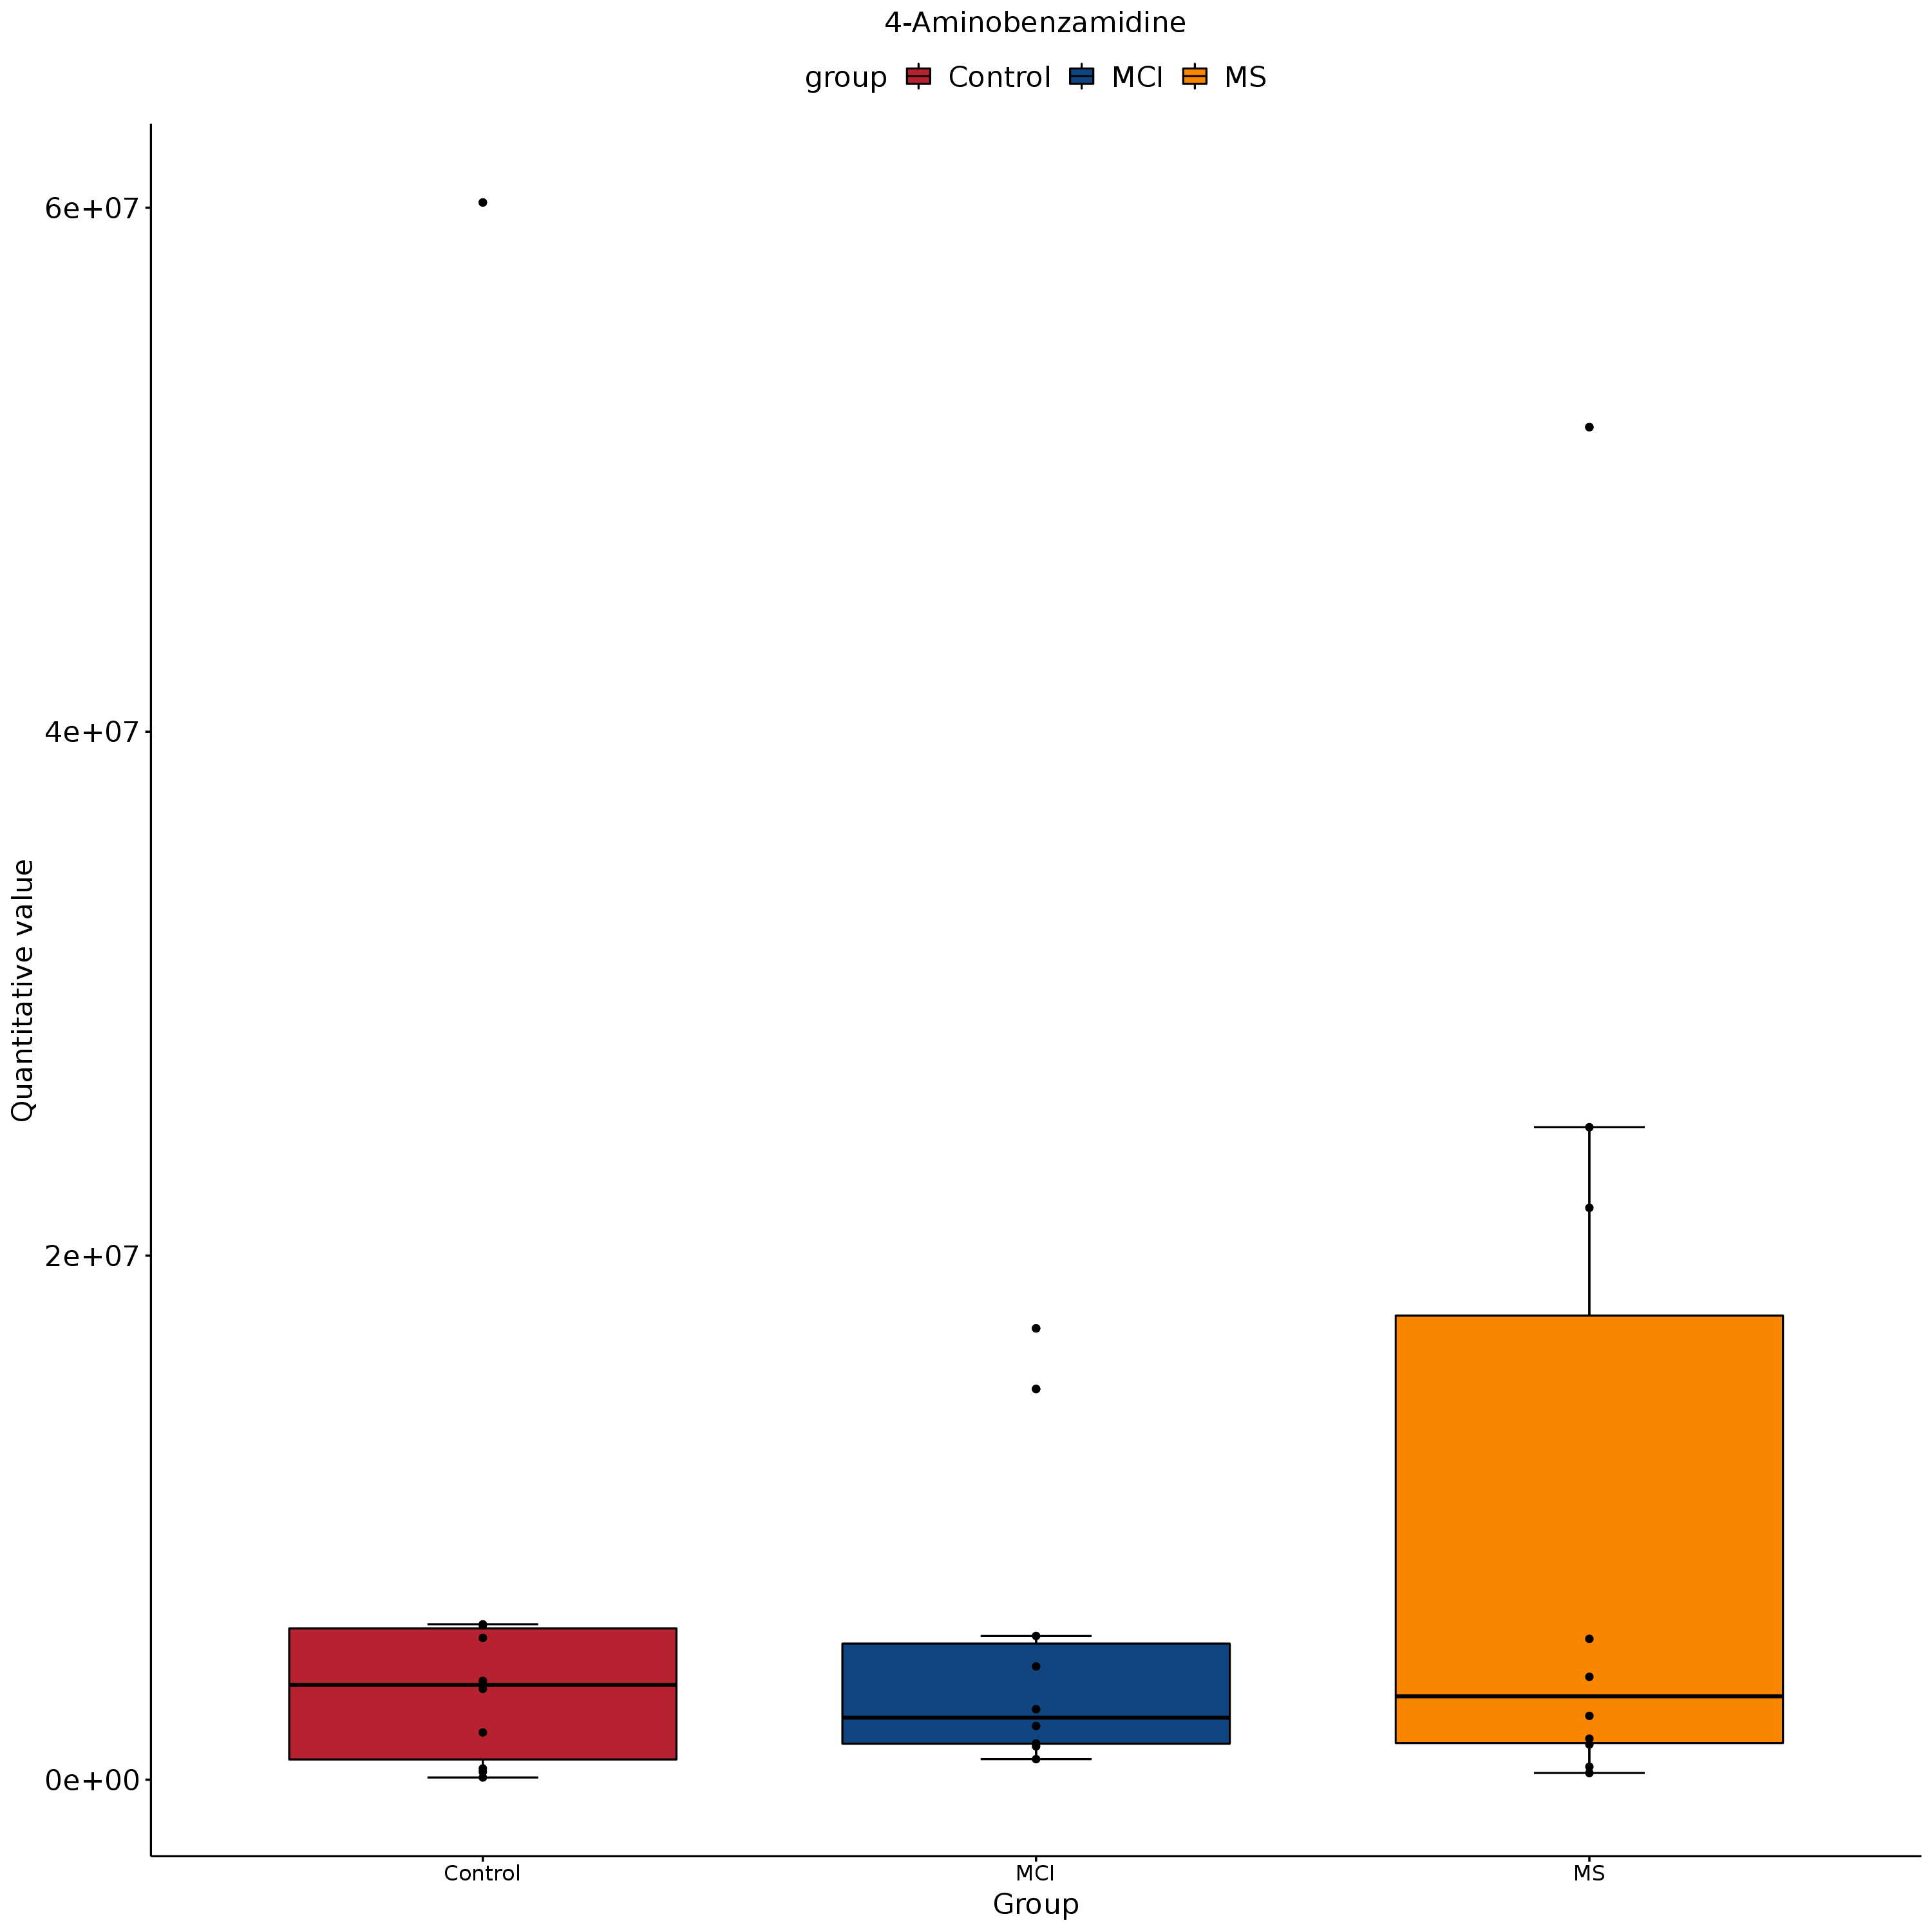 4-Aminobenzamidine
group Control MCI MS
6e+07
4e+07
2e+07
0e+00
Quantitative value
Control MCI MS
Group